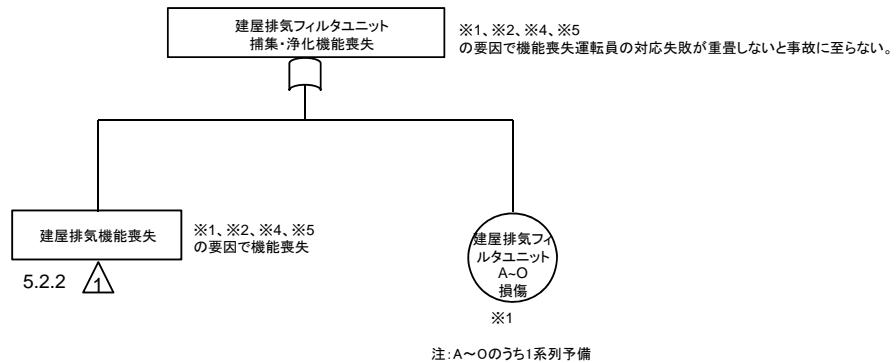 建屋排気フィルタユニット
捕集・浄化機能喪失
※1、※2、※4、※5
の要因で機能喪失運転員の対応失敗が重畳しないと事故に至らない。
建屋排気機能喪失
※1、※2、※4、※5
の要因で機能喪失
5.2.2
1
建屋排気フィ
ルタユニット
A~O
損傷
※1
注:A～Oのうち1系列予備